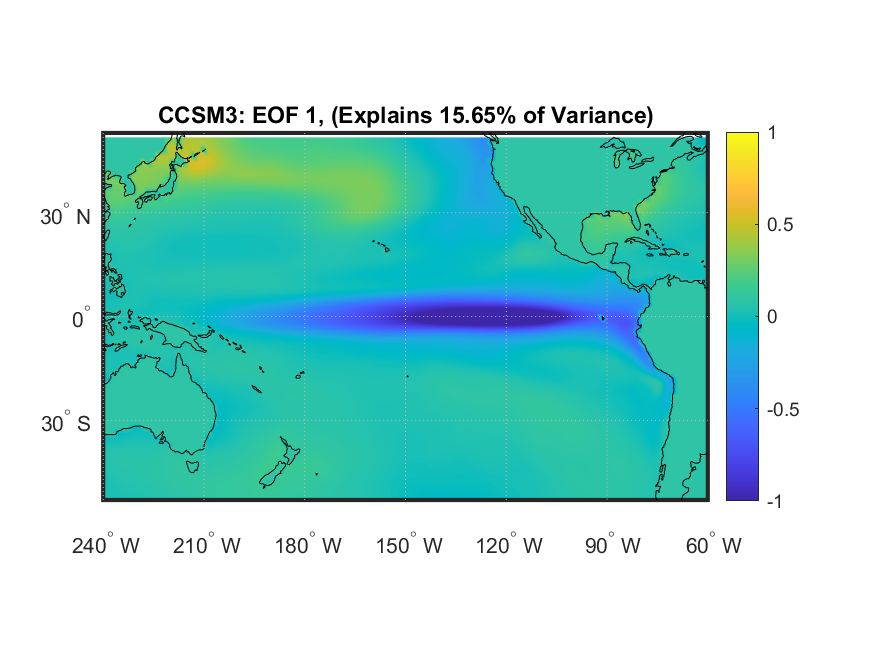 CCSM3: EOF 1, (Explains 15.65% of Variance)
1
30° N
0.5
0°
0
30° S
-0.5
-1
240° W 210° W 180° W 150° W 120° W 90° W 60° W